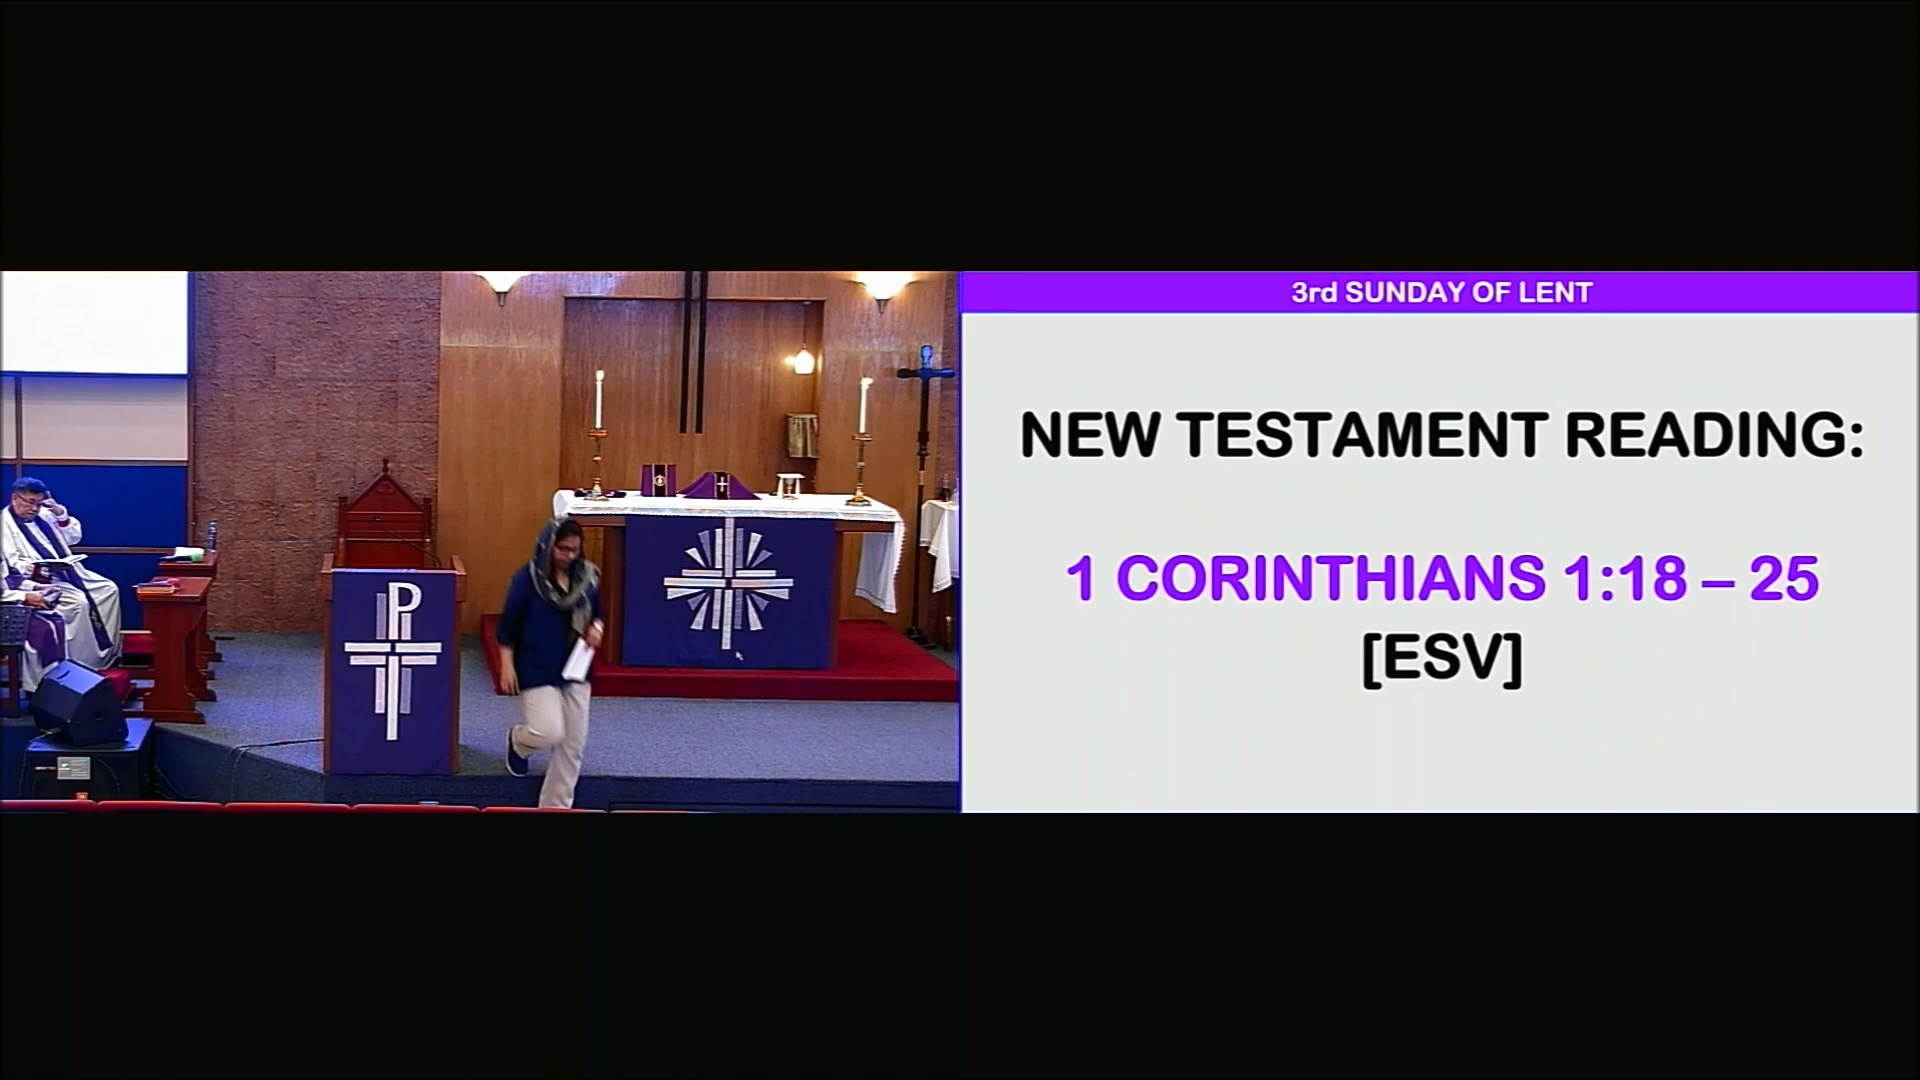 3rd SUNDAY OF LENT
NEW TESTAMENT READING:
1 CORINTHIANS 1:18 – 25
[ESV]